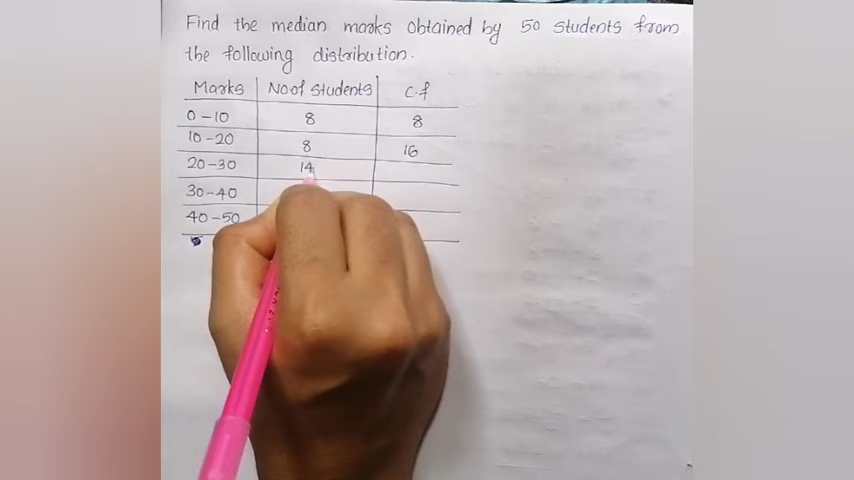 Find the median marks obtained by 50 students from
the following distribution.
Marks No of students C.f
0-10 8 8
10-20 8 16
20-30 14
30-40
40-50